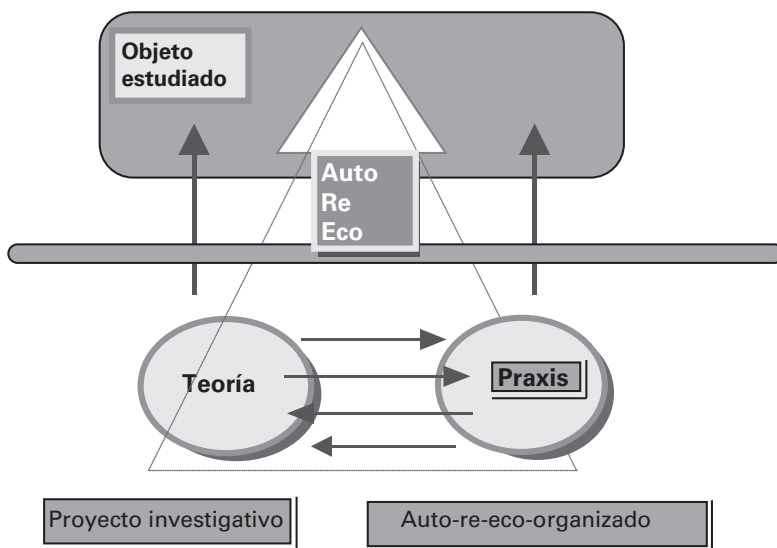 Objeto
estudiado
Auto
Re
Eco
Teoría
Praxis
Proyecto investigativo
Auto-re-eco-organizado